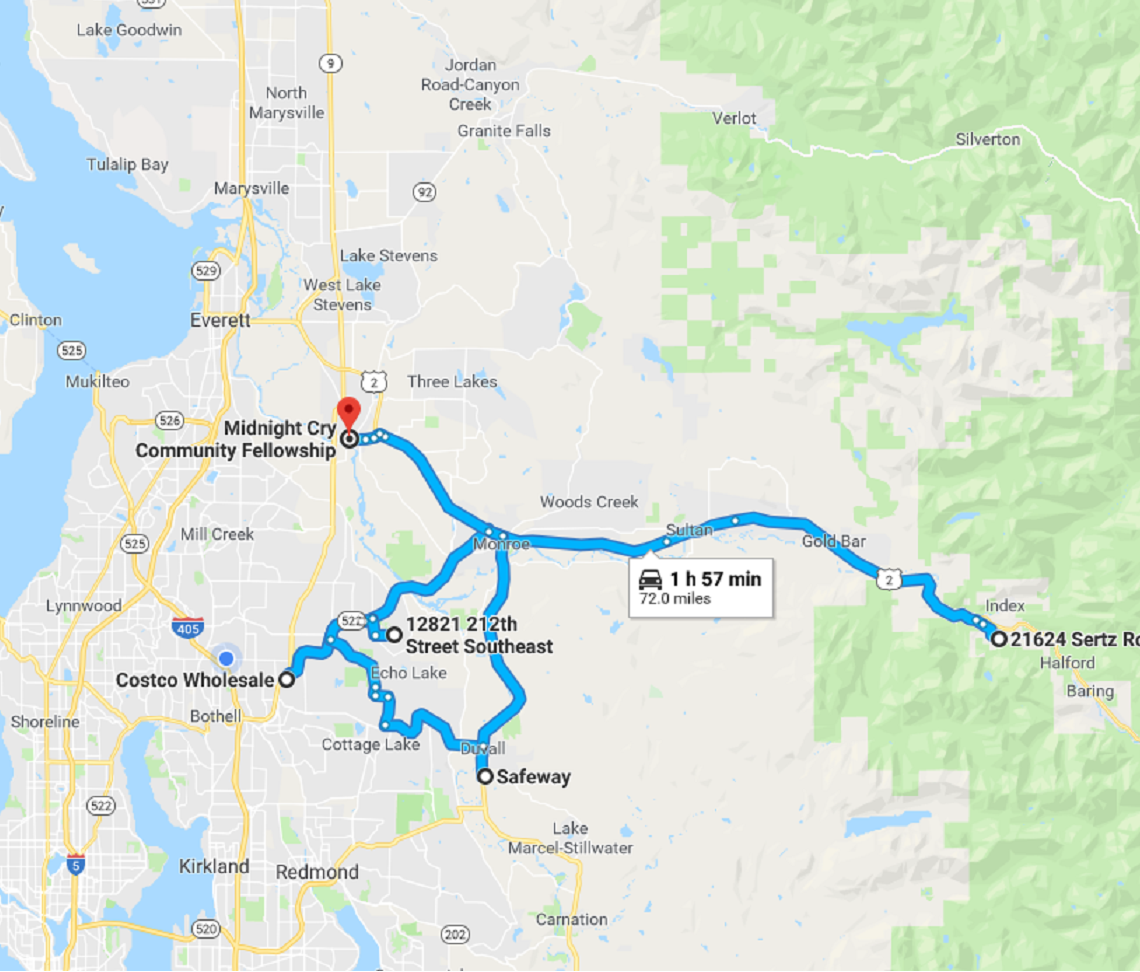 531
Lake Goodwin
9
Jordan
Road-Canyon
Creek
North
Marysville
Granite Falls
Verlot
Silverton
Tulalip Bay
Marysville
92
Lake Stevens
529
West Lake
Stevens
Everett
Clinton
525
Mukilteo
2
Three Lakes
526
Midnight Cry
Community Fellowship
Woods Creek
Mill Creek
Sultan
525
Monroe
Gold Bar
1 h 57 min
72.0 miles
2
Lynnwood
Index
522
12821 212th
Street Southeast
405
21624 Sertz Ro
Halford
Echo Lake
Costco Wholesale
Baring
Shoreline
Bothell
Cottage Lake
Duvall
Safeway
522
Lake
Marcel-Stillwater
5
Kirkland
Redmond
Carnation
520
202